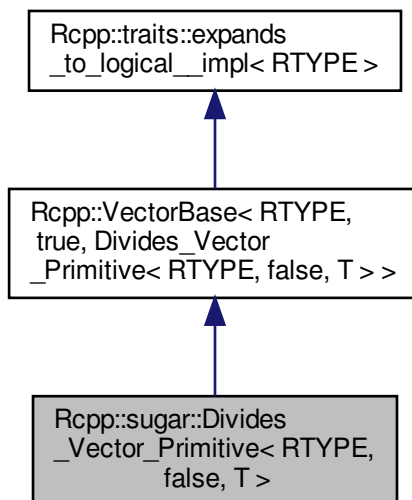 Rcpp::traits::expands
_to_logical__impl< RTYPE >
Rcpp::VectorBase< RTYPE,
true, Divides_Vector
_Primitive< RTYPE, false, T > >
Rcpp::sugar::Divides
_Vector_Primitive< RTYPE,
false, T >